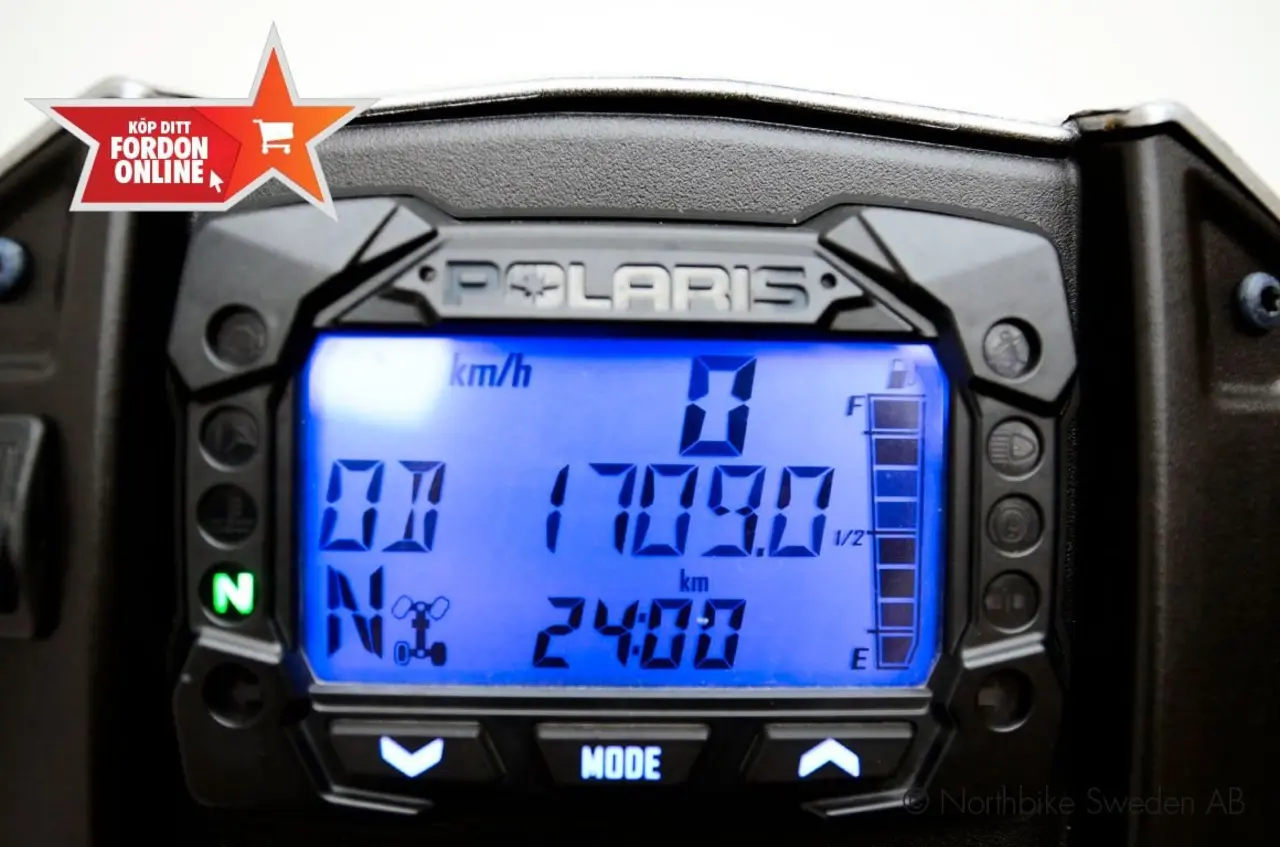 KÖP DITT
FORDON
ONLINE
POLARIS
km/h
0
F
OD 1709.0
1/2
km
N
N 24:00
E
MODE
© Northbike Sweden AB